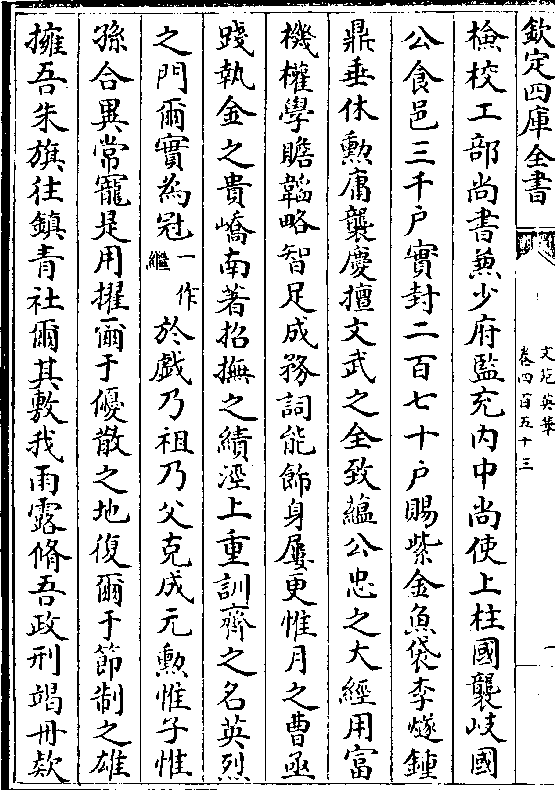 欽定四庫全書
文苑英華
卷四百五十三
一
檢校工部尚書兼少府監充内中尚使上柱國襲岐國
公食邑三千户實封二百七十户賜紫金魚袋李燧鍾
鼎垂休勲庸襲慶擅文武之全致蘊公忠之大經用富
機權學贍韜略智足成務詞能飾身屢更惟月之曹亟
踐執金之貴嶠南著招撫之績涇上重訓齊之名英烈
之門爾實為冠一作繼於戲乃祖乃父克成元勲惟子惟
孫合異常寵是用擢爾于優散之地復爾于節制之雄
擁吾朱旗往鎮青社爾其敷我雨露脩吾政刑竭丹款